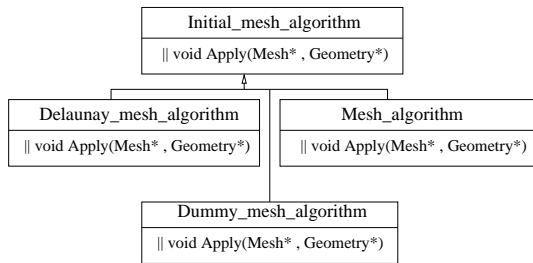 Initial_mesh_algorithm
|| void Apply(Mesh* , Geometry*)
Delaunay_mesh_algorithm
|| void Apply(Mesh* , Geometry*)
Mesh_algorithm
|| void Apply(Mesh* , Geometry*)
Dummy_mesh_algorithm
|| void Apply(Mesh* , Geometry*)